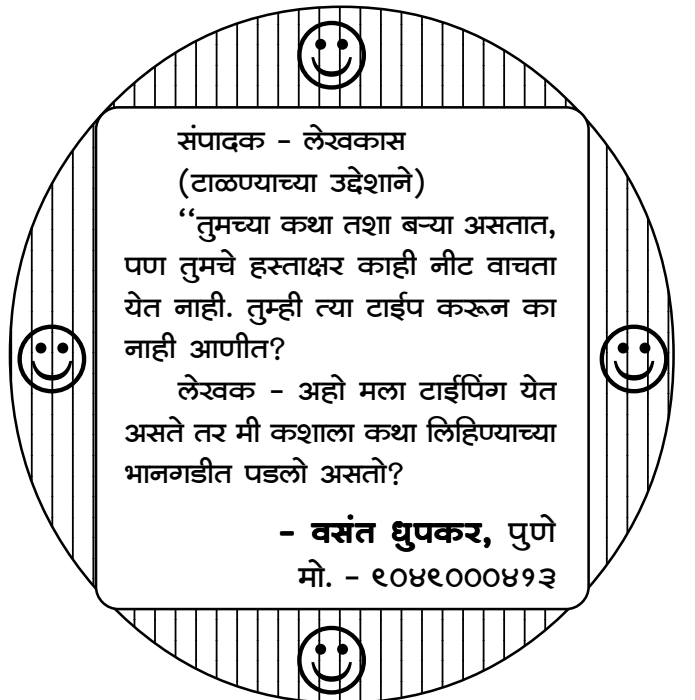 संपादक - लेखकास
(टाळण्याच्या उद्देशाने)
“तुमच्या कथा तशा बऱ्या असतात,
पण तुमचे हस्ताक्षर काही नीट वाचता
येत नाही. तुम्ही त्या टाईप करून का
नाही आणीत?
लेखक - अहो मला टाईपिंग येत
असते तर मी कशाला कथा लिहिण्याच्या
भानगडीत पडलो असतो?
- वसंत धुपकर, पुणे
मो. - ९०४९०००४१३